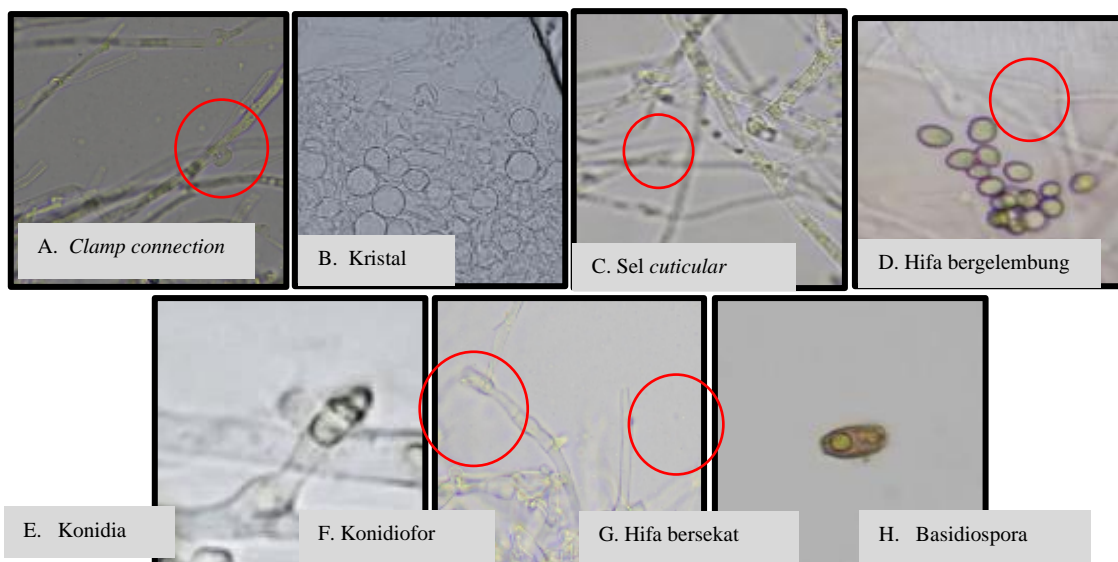 A. Clamp connection
B. Kristal
C. Sel cuticular
D. Hifa bergelembung
E. Konidia
F. Konidiofor
G. Hifa bersekat
H. Basidiospora